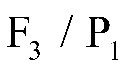 F₃ / P₁